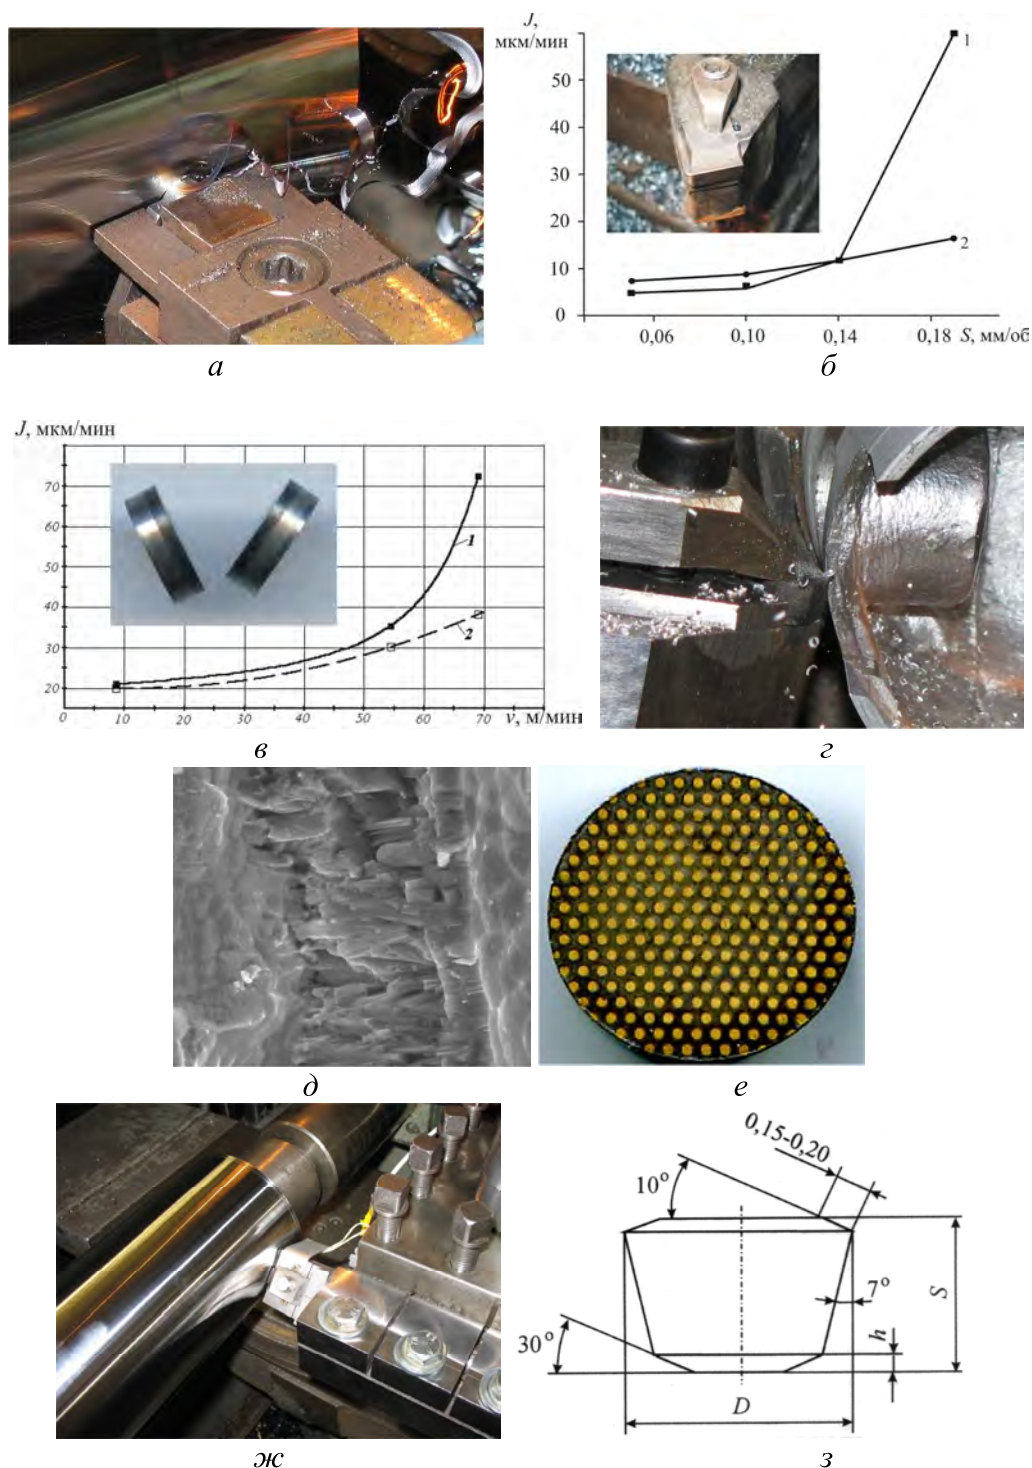 J,
мкм/мин
50
40
30
20
10
0
1
2
0,06 0,10 0,14 0,18 S, мм/об
а
б
J, мкм/мин
70
60
50
40
30
20
1
2
0 10 20 30 40 50 60 70
v, м/мин
в
г
д
е
0,15-0,20
10°
7°
S
h
30°
D
ж
з